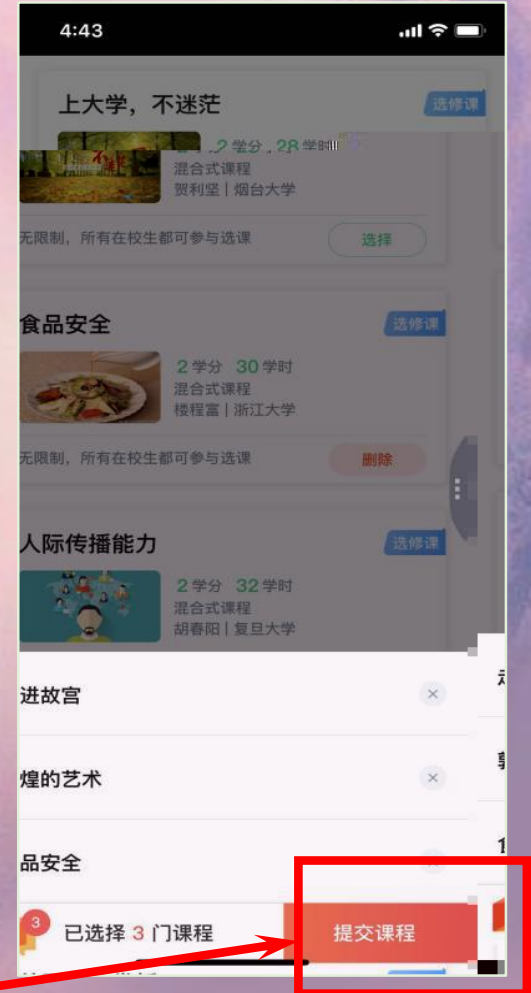 4:43
上大学，不迷茫
选修课
2学分 28学时
混合式课程
贺利坚 | 烟台大学
无限制，所有在校生都可参与选课
选择
食品安全
选修课
2学分 30学时
混合式课程
楼程富 | 浙江大学
无限制，所有在校生都可参与选课
删除
人际传播能力
选修课
2学分 32学时
混合式课程
胡春阳 | 复旦大学
进故宫
煌的艺术
品安全
3
已选择 3 门课程
提交课程